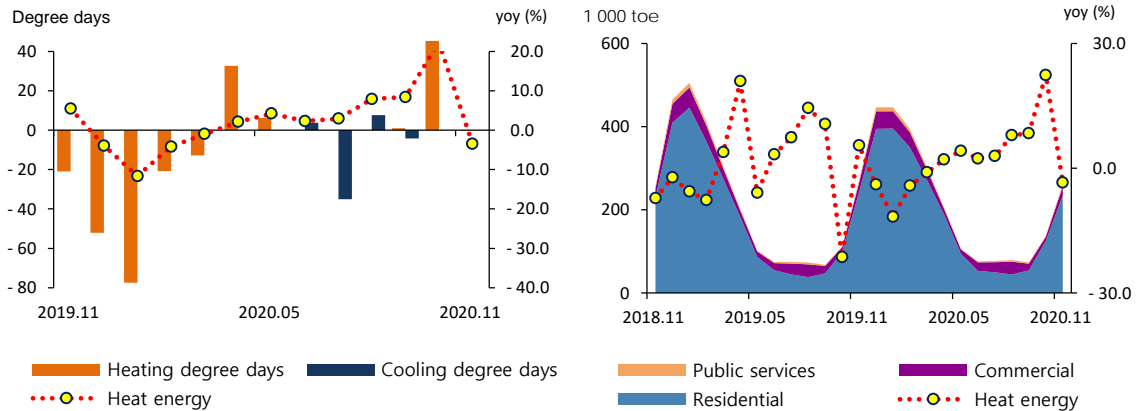 Degree days yoy (%)
40 20.0
20 10.0
0 0.0
- 20 - 10.0
- 40 - 20.0
- 60 - 30.0
- 80 - 40.0
2019.11 2020.05 2020.11
Heating degree days Cooling degree days
Heat energy
1 000 toe yoy (%)
600 30.0
400
0.0
200
0 - 30.0
2018.11 2019.05 2019.11 2020.05 2020.11
Public services Commercial
Residential Heat energy